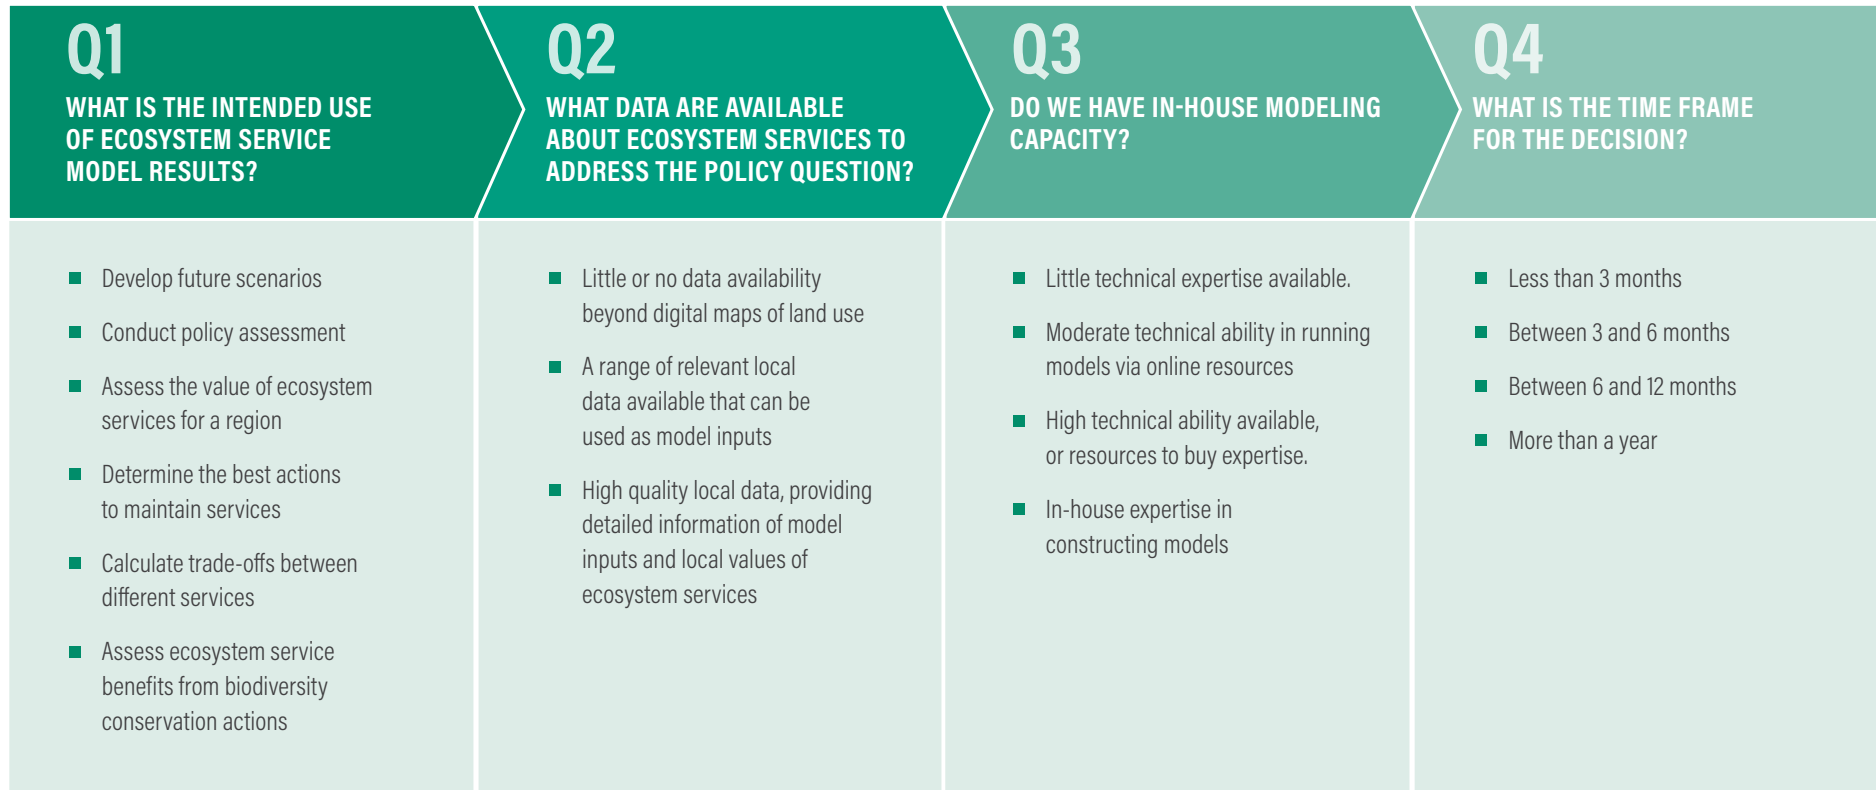 Q1
WHAT IS THE INTENDED USE
OF ECOSYSTEM SERVICE
MODEL RESULTS?
Develop future scenarios
Conduct policy assessment
Assess the value of ecosystem
services for a region
Determine the best actions
to maintain services
Calculate trade-offs between
different services
Assess ecosystem service
benefits from biodiversity
conservation actions
Q2
WHAT DATA ARE AVAILABLE
ABOUT ECOSYSTEM SERVICES TO
ADDRESS THE POLICY QUESTION?
Little or no data availability
beyond digital maps of land use
A range of relevant local
data available that can be
used as model inputs
High quality local data, providing
detailed information of model
inputs and local values of
ecosystem services
Q3
DO WE HAVE IN-HOUSE MODELING
CAPACITY?
Little technical expertise available.
Moderate technical ability in running
models via online resources
High technical ability available,
or resources to buy expertise.
In-house expertise in
constructing models
Q4
WHAT IS THE TIME FRAME
FOR THE DECISION?
Less than 3 months
Between 3 and 6 months
Between 6 and 12 months
More than a year